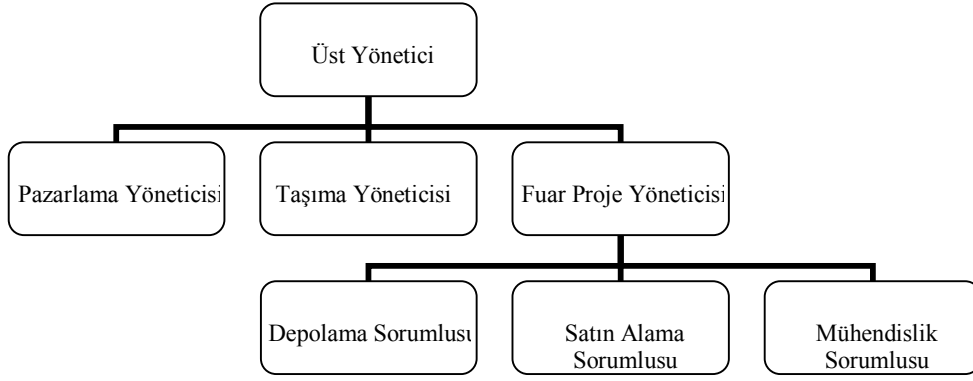 Üst Yönetici
Pazarlama Yöneticisi
Taşıma Yöneticisi
Fuar Proje Yöneticisi
Depolama Sorumlusu
Satın Alama
Sorumlusu
Mühendislik
Sorumlusu